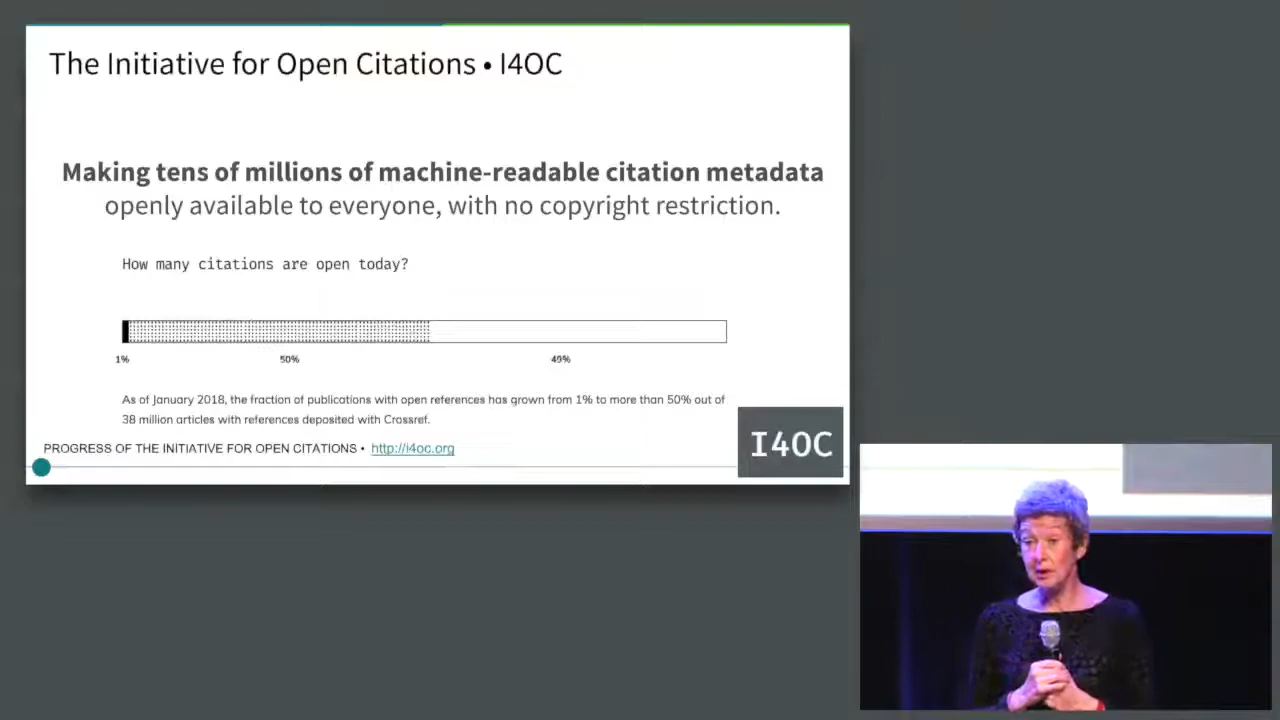 The Initiative for Open Citations • I4OC
Making tens of millions of machine-readable citation metadata
openly available to everyone, with no copyright restriction.
How many citations are open today?
1% 50% 49%
As of January 2018, the fraction of publications with open references has grown from 1% to more than 50% out of
38 million articles with references deposited with Crossref.
PROGRESS OF THE INITIATIVE FOR OPEN CITATIONS • http://i4oc.org
I4OC